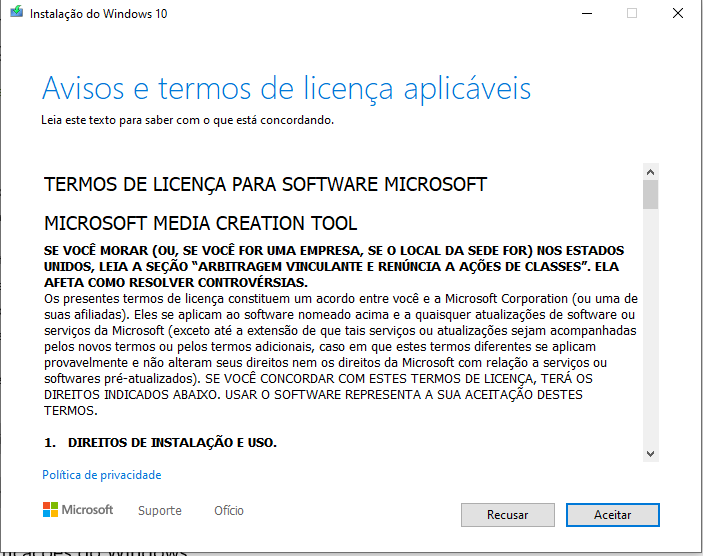 Instalação do Windows 10
Avisos e termos de licença aplicáveis
Leia este texto para saber com o que está concordando.
TERMOS DE LICENÇA PARA SOFTWARE MICROSOFT
MICROSOFT MEDIA CREATION TOOL
SE VOCÊ MORAR (OU, SE VOCÊ FOR UMA EMPRESA, SE O LOCAL DA SEDE FOR) NOS ESTADOS
UNIDOS, LEIA A SEÇÃO “ARBITRAGEM VINCULANTE E RENÚNCIA A AÇÕES DE CLASSES”. ELA
AFETA COMO RESOLVER CONTROVÉRSIAS.
Os presentes termos de licença constituem um acordo entre você e a Microsoft Corporation (ou uma de
suas afiliadas). Eles se aplicam ao software nomeado acima e a quaisquer atualizações de software ou
serviços da Microsoft (exceto até a extensão de que tais serviços ou atualizações sejam acompanhadas
pelos novos termos ou pelos termos adicionais, caso em que estes termos diferentes se aplicam
provavelmente e não alteram seus direitos nem os direitos da Microsoft com relação a serviços ou
softwares pré-atualizados). SE VOCÊ CONCORDAR COM ESTES TERMOS DE LICENÇA, TERÁ OS
DIREITOS INDICADOS ABAIXO. USAR O SOFTWARE REPRESENTA A SUA ACEITAÇÃO DESTES
TERMOS.
1. DIREITOS DE INSTALAÇÃO E USO.
Política de privacidade
Microsoft Suporte Ofício
Recusar Aceitar
do Windows